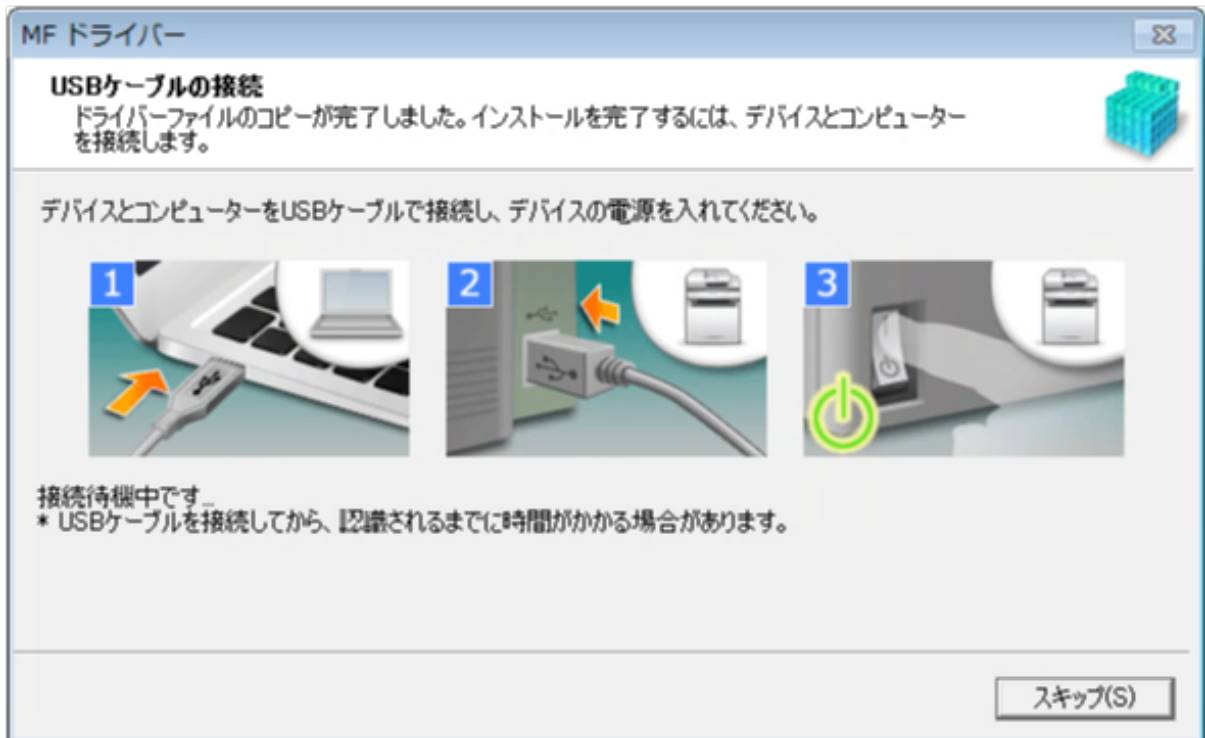 MF ドライバー
USBケーブルの接続
ドライバーファイルのコピーが完了しました。インストールを完了するには、デバイスとコンピューター
を接続します。
デバイスとコンピューターをUSBケーブルで接続し、デバイスの電源を入れてください。
1
2
3
接続待機中です...
* USBケーブルを接続してから、認識されるまでに時間がかかる場合があります。
スキップ(S)